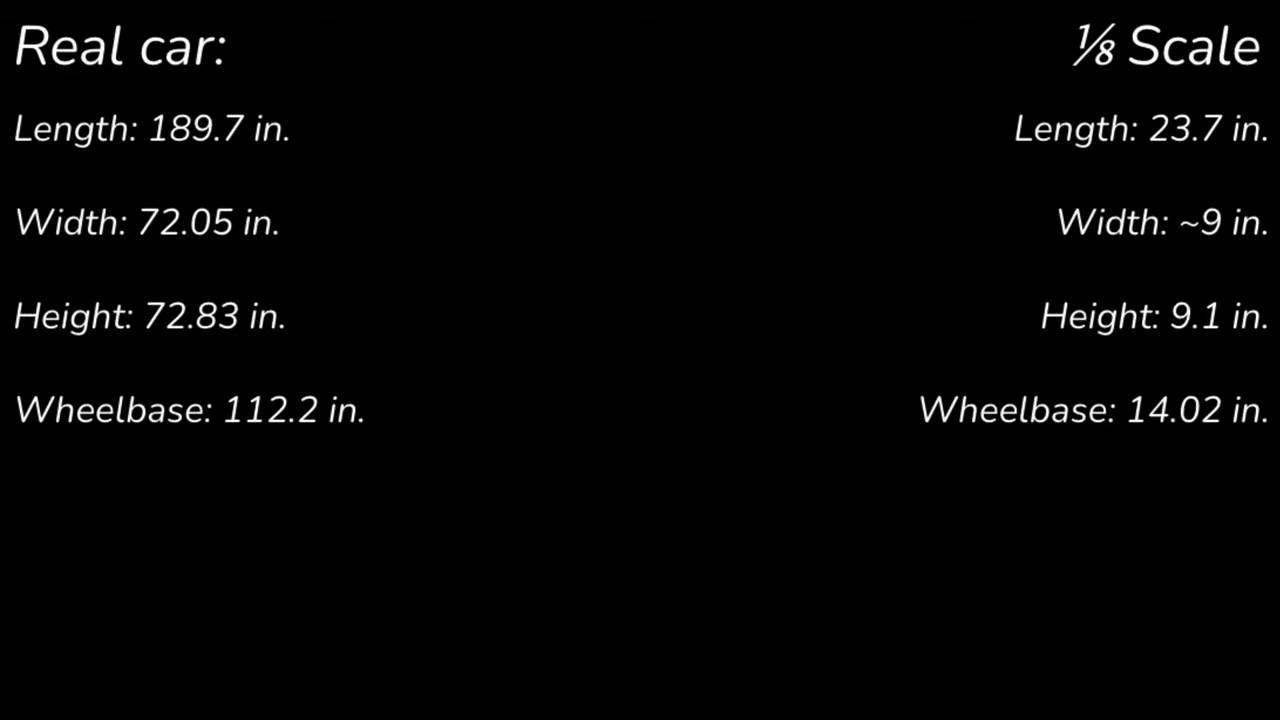 Real car:
Length: 189.7 in.
Width: 72.05 in.
Height: 72.83 in.
Wheelbase: 112.2 in.
⅛ Scale
Length: 23.7 in.
Width: ~9 in.
Height: 9.1 in.
Wheelbase: 14.02 in.